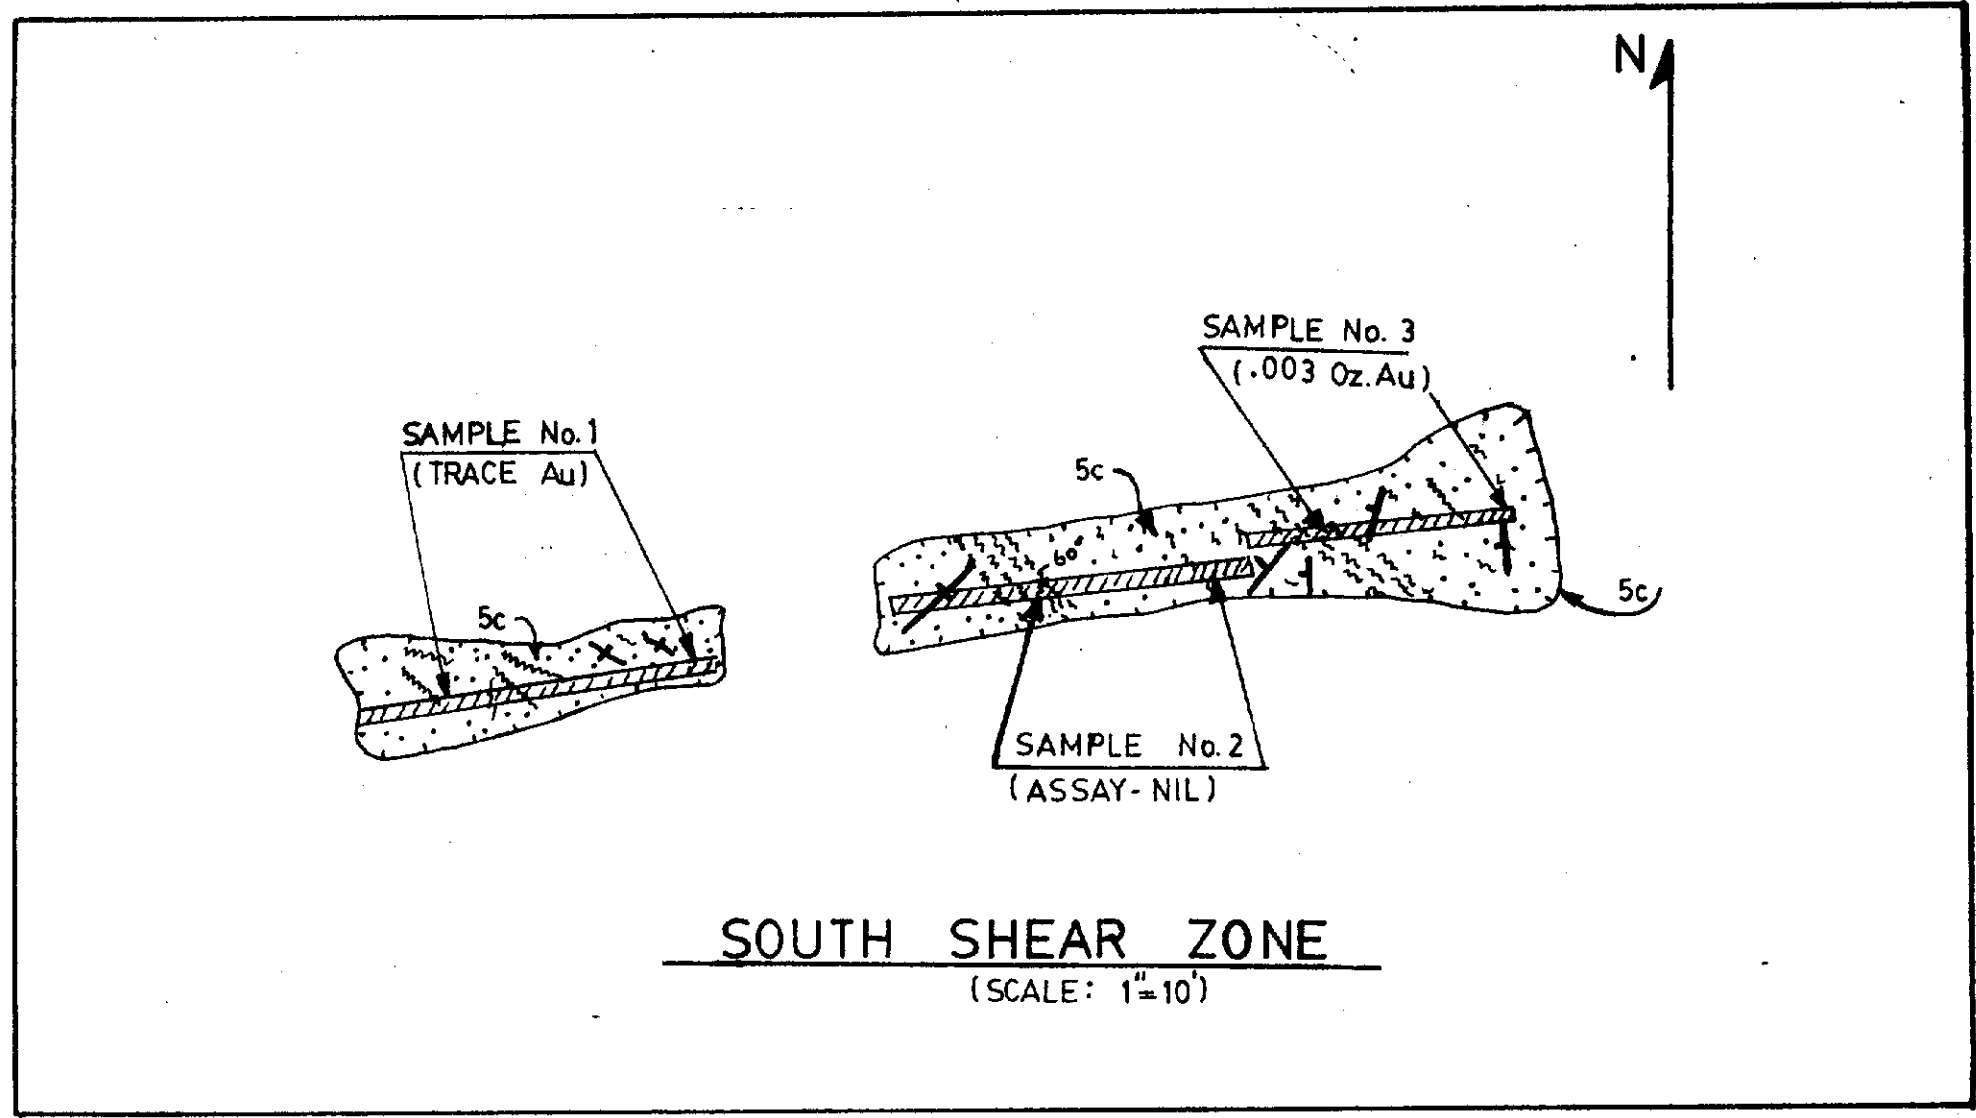 N
SAMPLE No. 3
(.003 Oz. Au)
SAMPLE No. 1
(TRACE Au)
5c
60°
5c
5c
SAMPLE No. 2
(ASSAY-NIL)
SOUTH SHEAR ZONE
(SCALE: 1"=10')